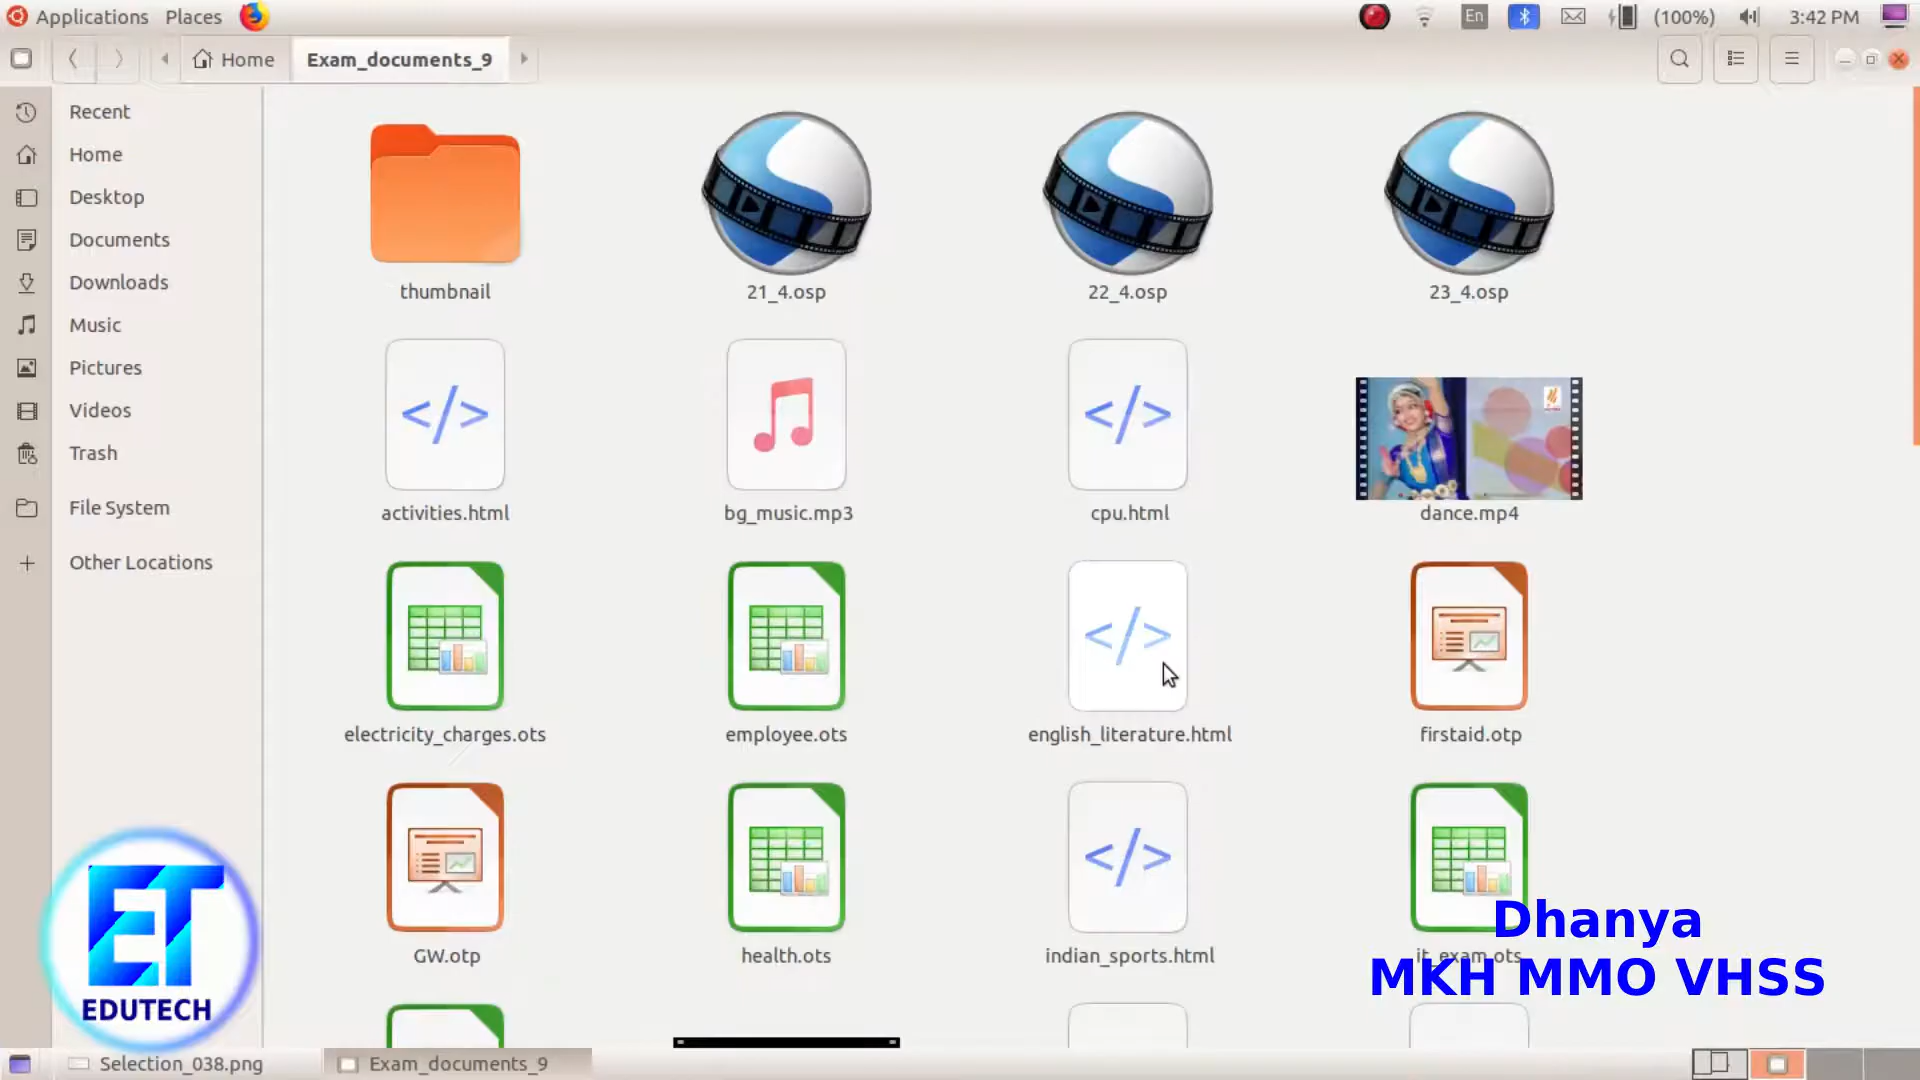 Applications Places En (100%) 3:42 PM
Home Exam_documents_9
Recent
Home
Desktop
Documents
Downloads
Music
Pictures
Videos
Trash
File System
Other Locations
thumbnail 21_4.osp 22_4.osp 23_4.osp
activities.html bg_music.mp3 cpu.html dance.mp4
electricity_charges.ots employee.ots english_literature.html firstaid.otp
GW.otp health.ots indian_sports.html it_exam.ots
ET
EDUTECH
Dhanya
MKH MMO VHSS
Selection_038.png Exam_documents_9